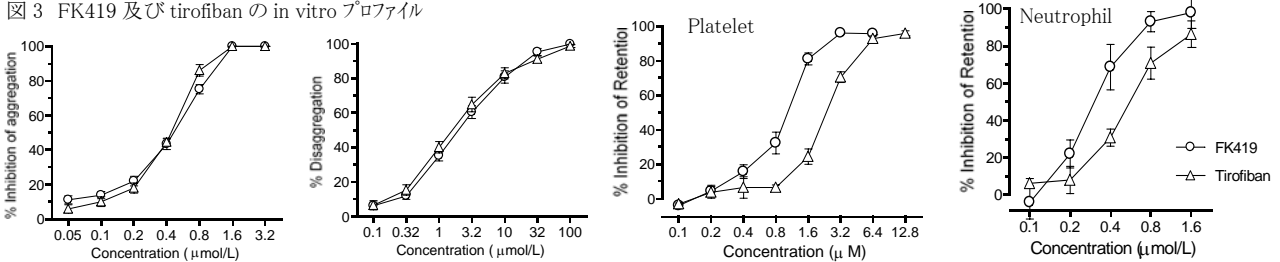 図 3 FK419 及び tirofiban の in vitro プロファイル
% Inhibition of aggregation
100
80
60
40
20
0
0.05 0.1 0.2 0.4 0.8 1.6 3.2
Concentration ( μmol/L)
% Disaggregation
100
80
60
40
20
0
0.1 0.32 1 3.2 10 32 100
Concentration ( μmol/L)
Platelet
% Inhibition of Retention
100
80
60
40
20
0
0.1 0.2 0.4 0.8 1.6 3.2 6.4 12.8
Concentration (μ M)
Neutrophil
% Inhibition of Retention
100
80
60
40
20
0
0.1 0.2 0.4 0.8 1.6
Concentration (μmol/L)
FK419
Tirofiban